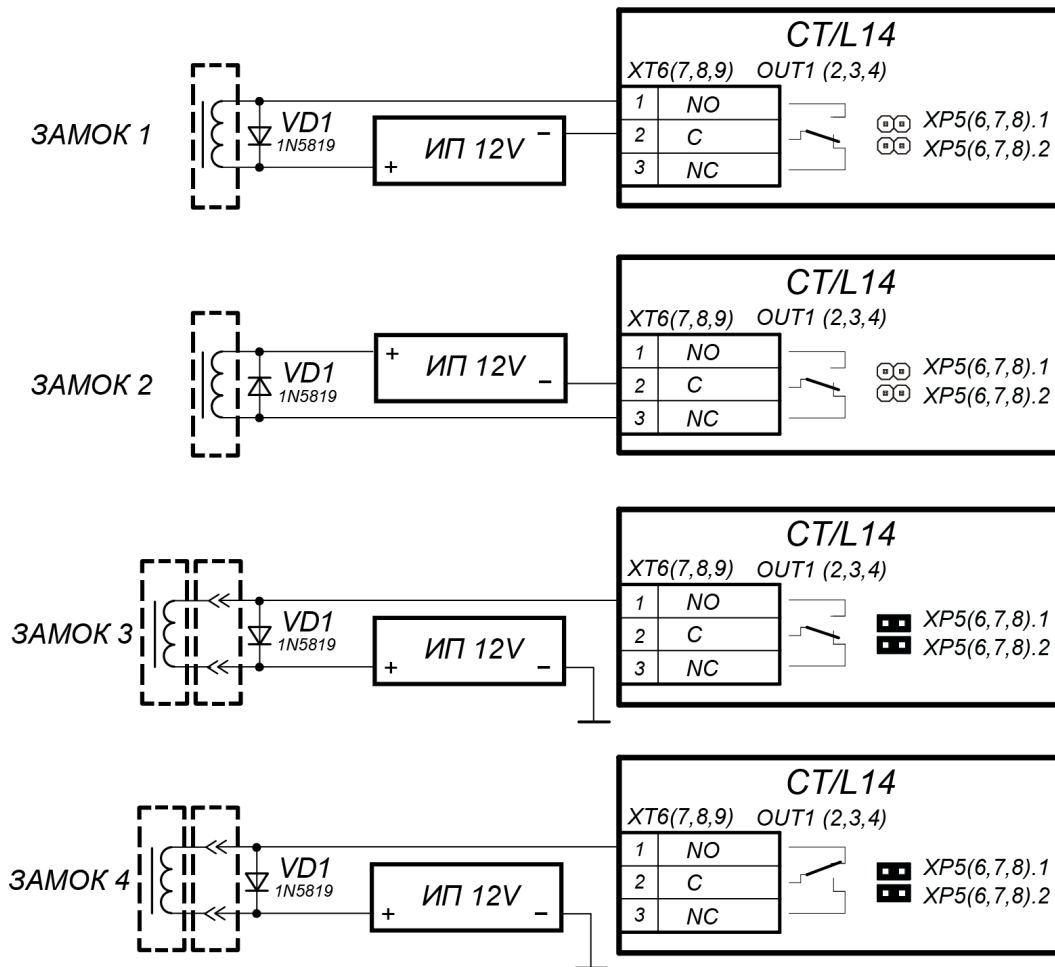 CT/L14
XT6(7,8,9) OUT1 (2,3,4)
ЗАМОК 1
VD1
1N5819
ИП 12V
+
−
1 NO
2 C
3 NC
XP5(6,7,8).1
XP5(6,7,8).2
CT/L14
XT6(7,8,9) OUT1 (2,3,4)
ЗАМОК 2
VD1
1N5819
+
ИП 12V
−
1 NO
2 C
3 NC
XP5(6,7,8).1
XP5(6,7,8).2
CT/L14
XT6(7,8,9) OUT1 (2,3,4)
ЗАМОК 3
VD1
1N5819
ИП 12V
+
−
1 NO
2 C
3 NC
XP5(6,7,8).1
XP5(6,7,8).2
CT/L14
XT6(7,8,9) OUT1 (2,3,4)
ЗАМОК 4
VD1
1N5819
ИП 12V
+
−
1 NO
2 C
3 NC
XP5(6,7,8).1
XP5(6,7,8).2